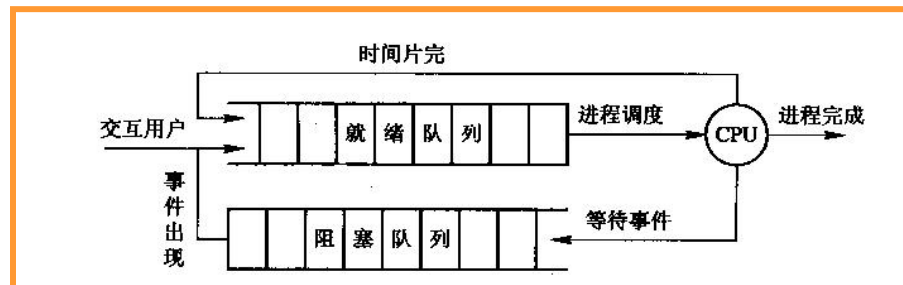 时间片完
交互用户
就绪队列
进程调度
CPU
进程完成
事件出现
阻塞队列
等待事件